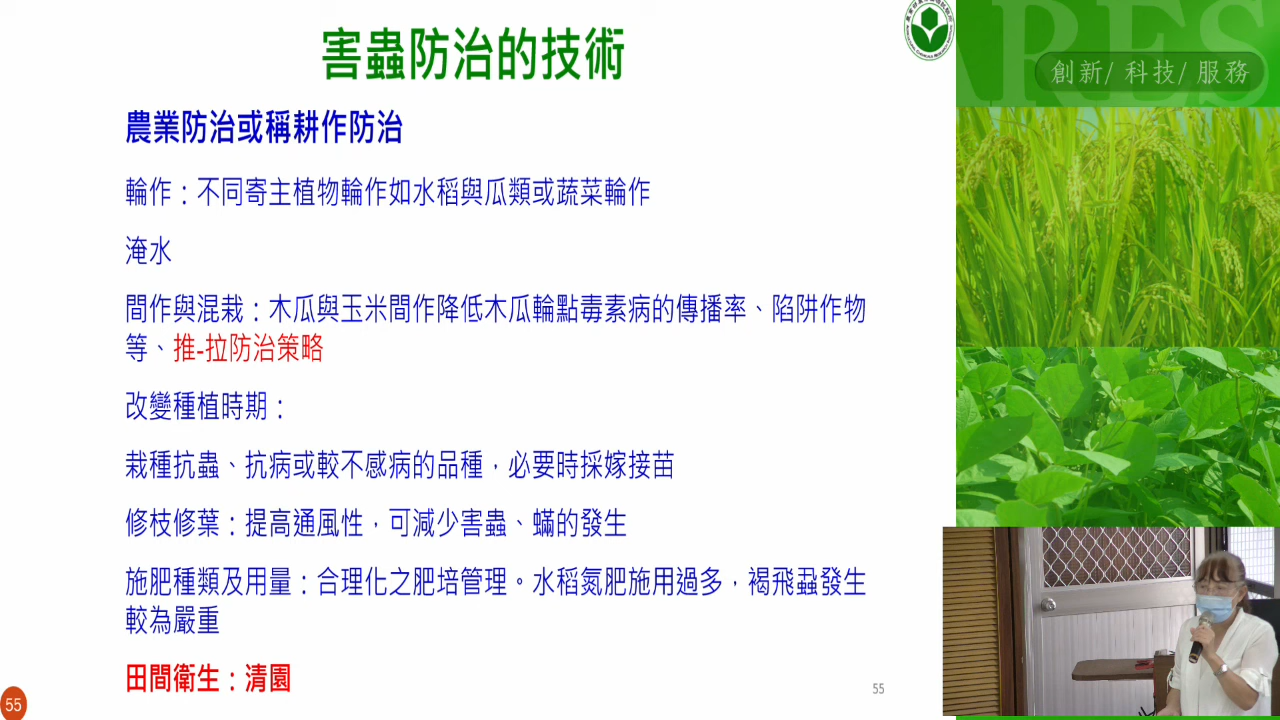 害蟲防治的技術
創新/ 科技/ 服務
ARES
農業防治或稱耕作防治
輪作：不同寄主植物輪作如水稻與瓜類或蔬菜輪作
淹水
間作與混栽：木瓜與玉米間作降低木瓜輪點毒素病的傳播率、陷阱作物
等、推-拉防治策略
改變種植時期：
栽種抗蟲、抗病或較不感病的品種，必要時採嫁接苗
修枝修葉：提高通風性，可減少害蟲、蟎的發生
施肥種類及用量：合理化之肥培管理。水稻氮肥施用過多，褐飛蝨發生
較為嚴重
田間衛生：清園
55
55